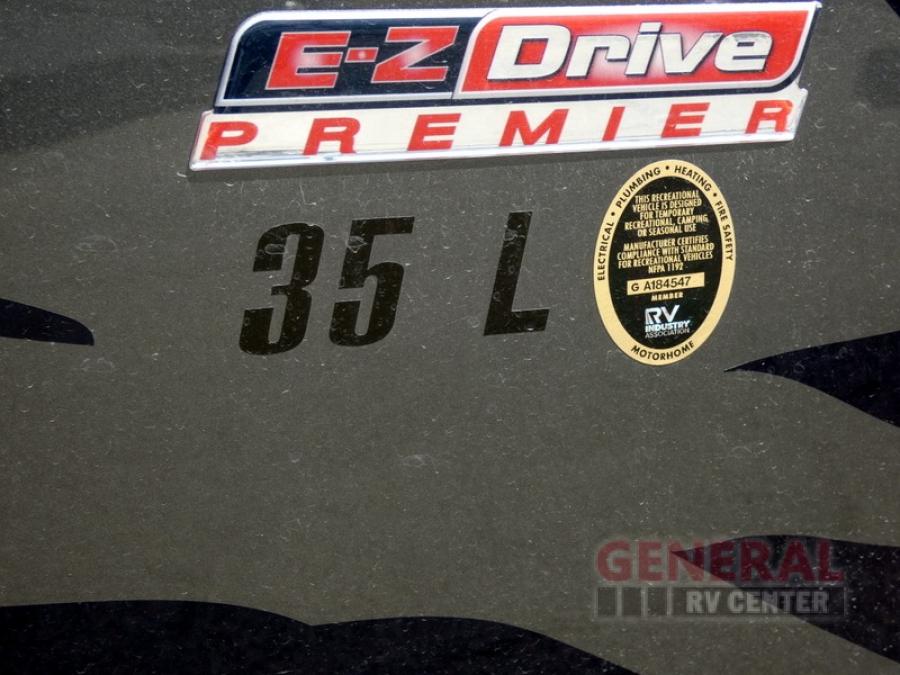 E-Z Drive
PREMIER
35 L
ELECTRICAL • PLUMBING • HEATING • FIRE SAFETY
THIS RECREATIONAL
VEHICLE IS DESIGNED
FOR TEMPORARY
RECREATIONAL, CAMPING,
OR SEASONAL USE
MANUFACTURER CERTIFIES
COMPLIANCE WITH STANDARD
FOR RECREATIONAL VEHICLES
NFPA 1192
G A184547
MEMBER
RV
INDUSTRY
ASSOCIATION
MOTORHOME
GENERAL
RV CENTER